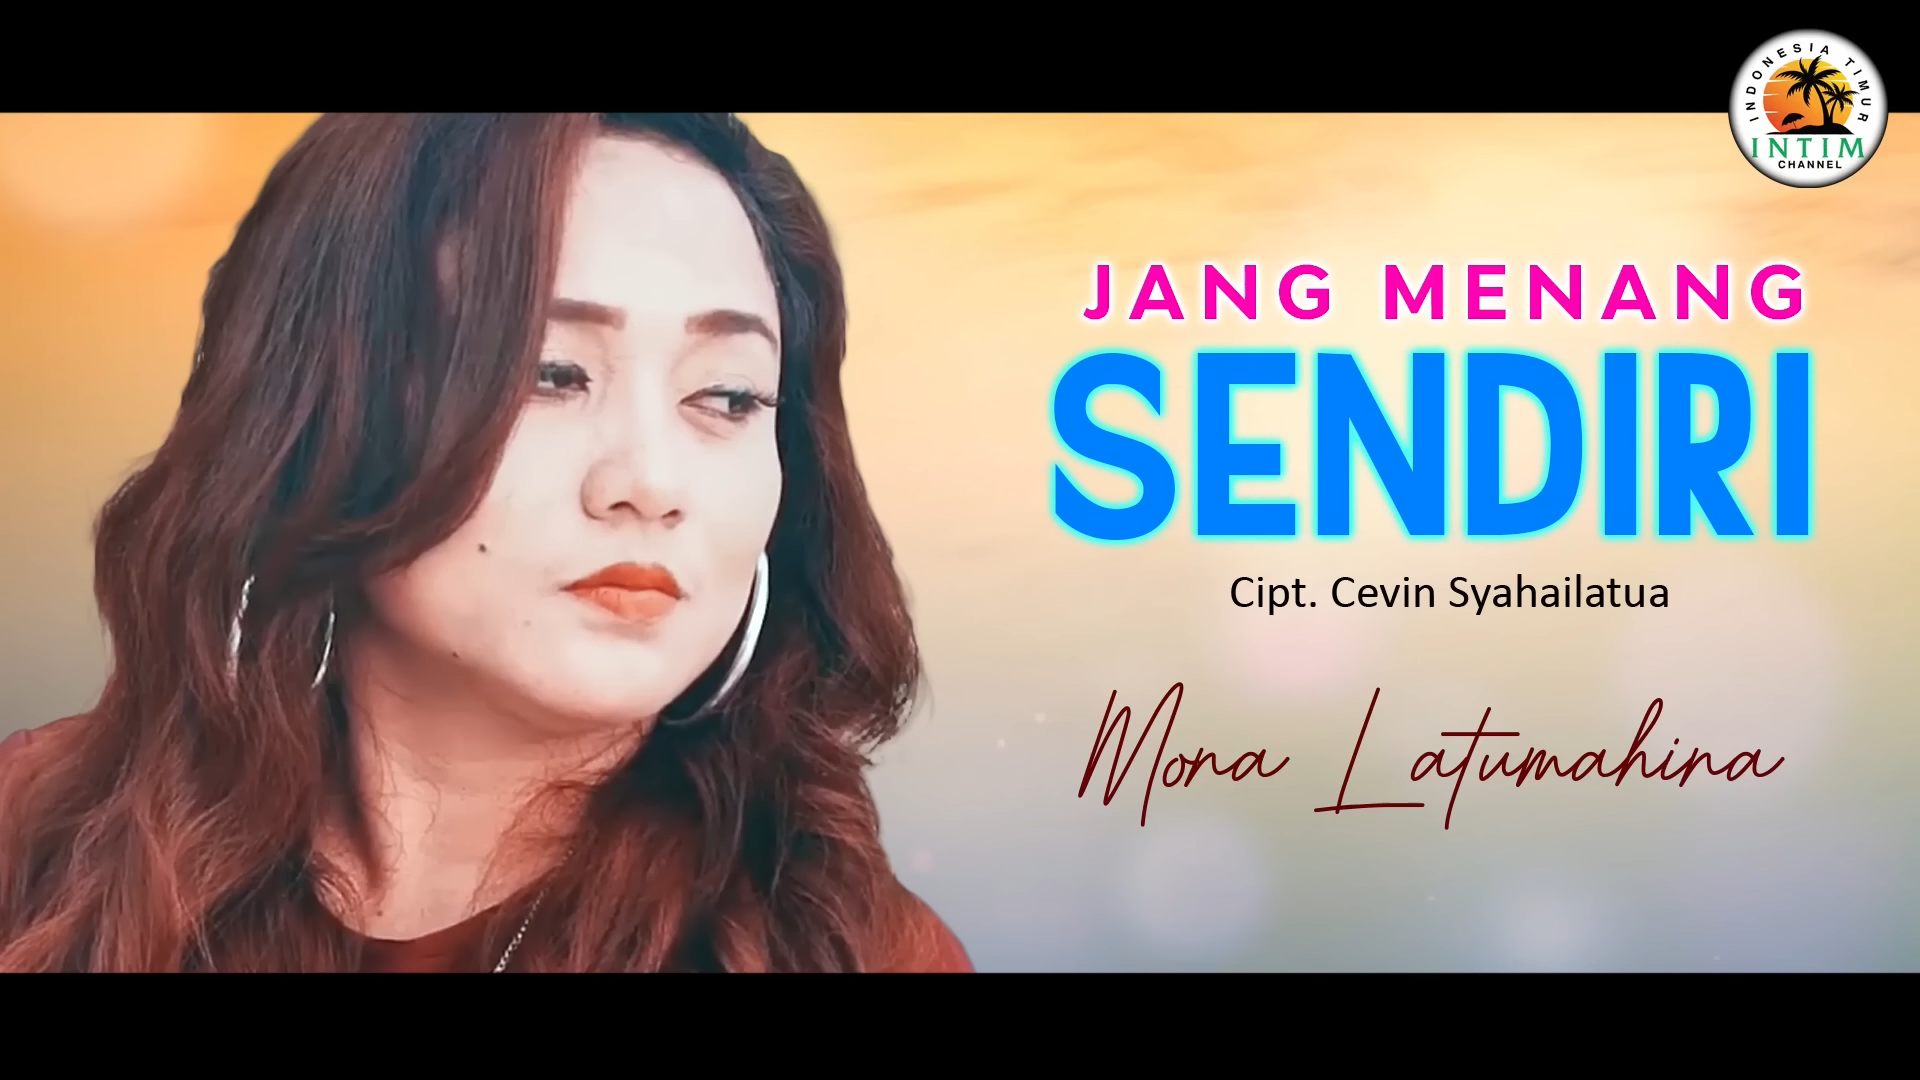 INDONESIA TIMUR
INTIM
CHANNEL
JANG MENANG
SENDIRI
Cipt. Cevin Syahailatua
Mona Latumahina